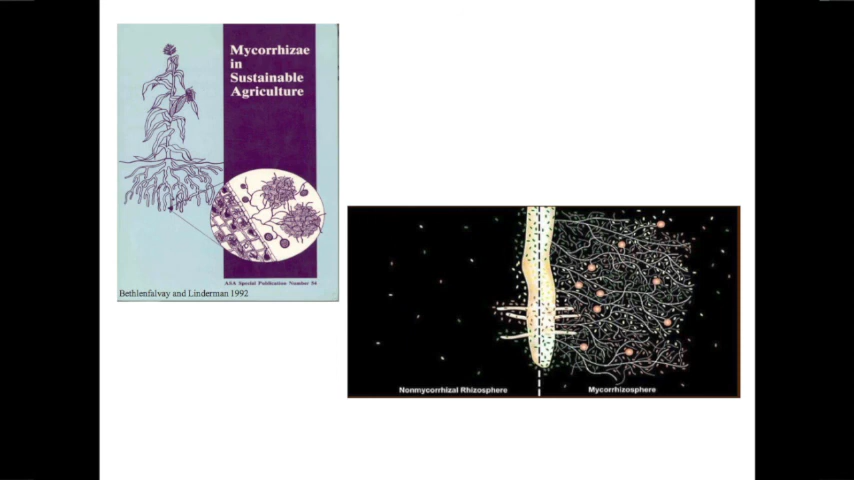 Mycorrhizae
in
Sustainable
Agriculture
ASA Special Publication Number 54
Bethlenfalvay and Linderman 1992
Nonmycorrhizal Rhizosphere
Mycorrhizosphere